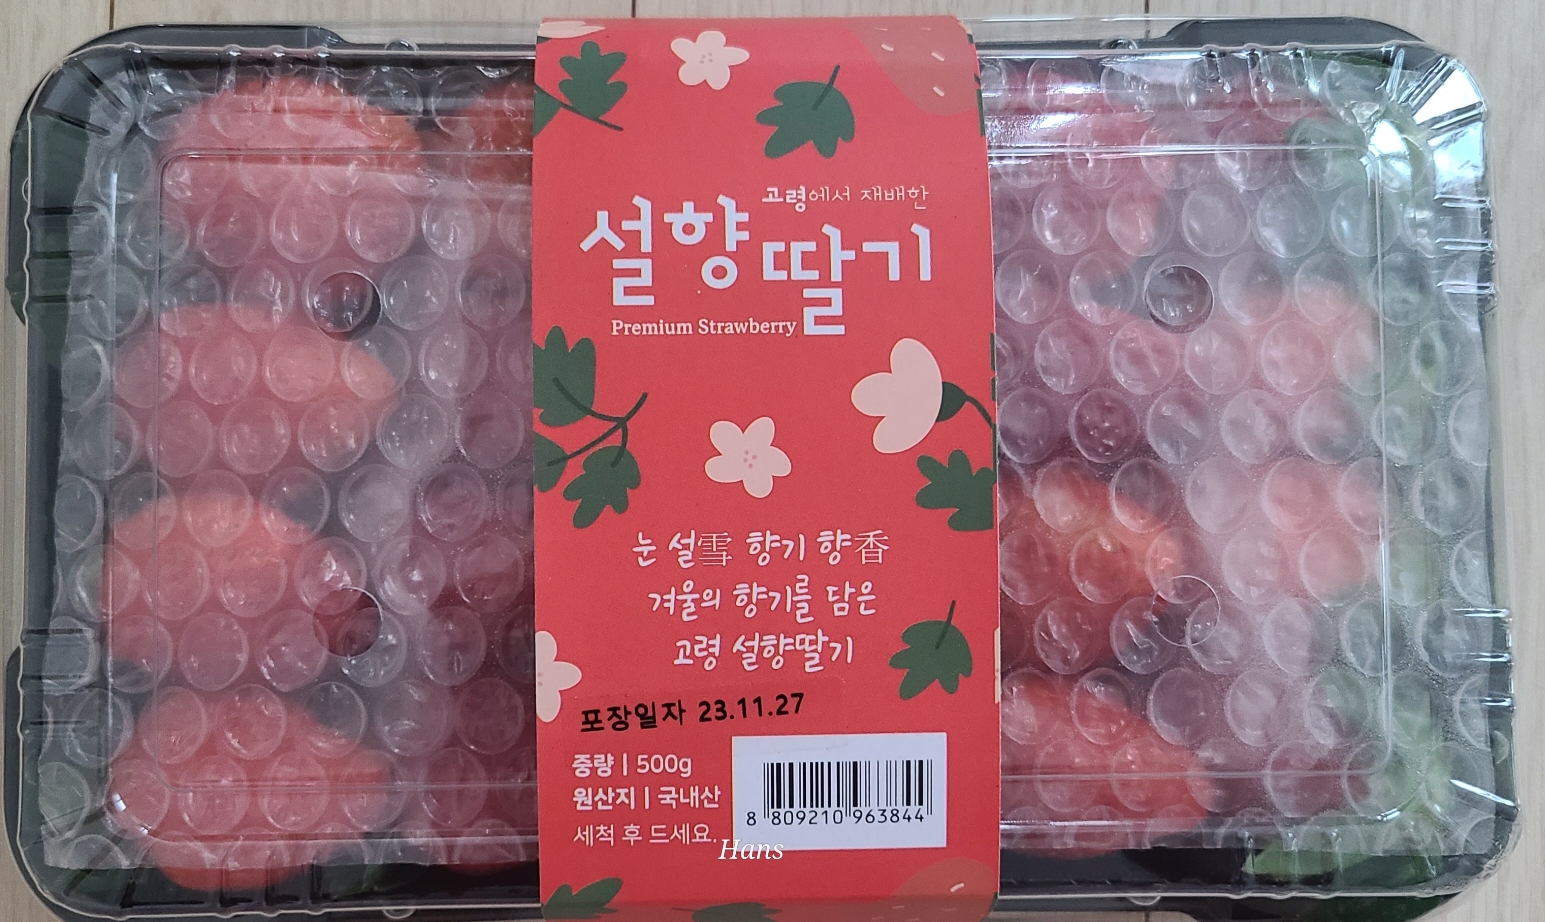 고령에서 재배한
설향딸기
Premium Strawberry
눈 설雪 향기 향香
겨울의 향기를 담은
고령 설향딸기
포장일자 23.11.27
중량 | 500g
원산지 | 국내산
세척 후 드세요.
8 809210 963844
Hans